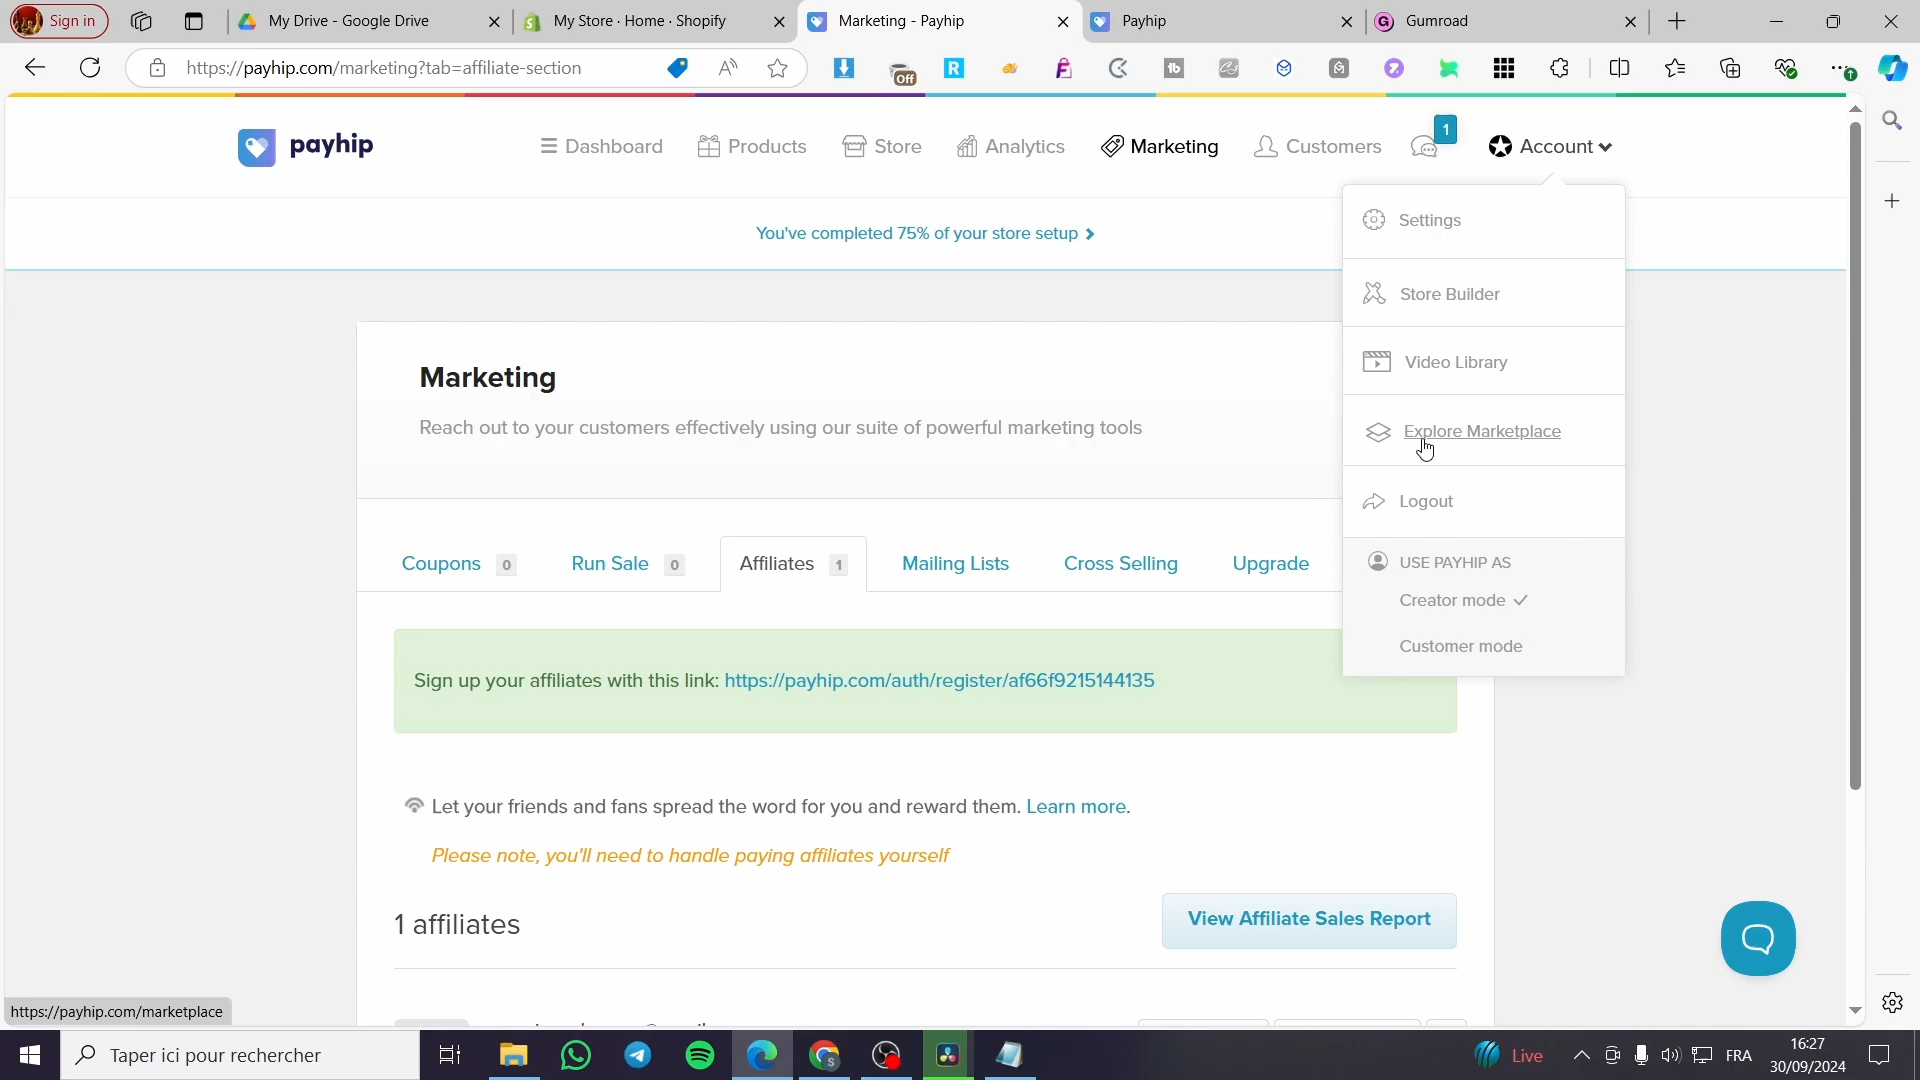 Sign in
My Drive - Google Drive
My Store · Home · Shopify
Marketing - Payhip
Payhip
Gumroad
https://payhip.com/marketing?tab=affiliate-section
Off
payhip
Dashboard
Products
Store
Analytics
Marketing
Customers
1
Account
You've completed 75% of your store setup
Settings
Store Builder
Video Library
Explore Marketplace
Logout
USE PAYHIP AS
Creator mode
Customer mode
Marketing
Reach out to your customers effectively using our suite of powerful marketing tools
Coupons 0
Run Sale 0
Affiliates 1
Mailing Lists
Cross Selling
Upgrade
Sign up your affiliates with this link: https://payhip.com/auth/register/af66f9215144135
Let your friends and fans spread the word for you and reward them. Learn more.
Please note, you'll need to handle paying affiliates yourself
1 affiliates
View Affiliate Sales Report
https://payhip.com/marketplace
Taper ici pour rechercher
Live
FRA
16:27
30/09/2024